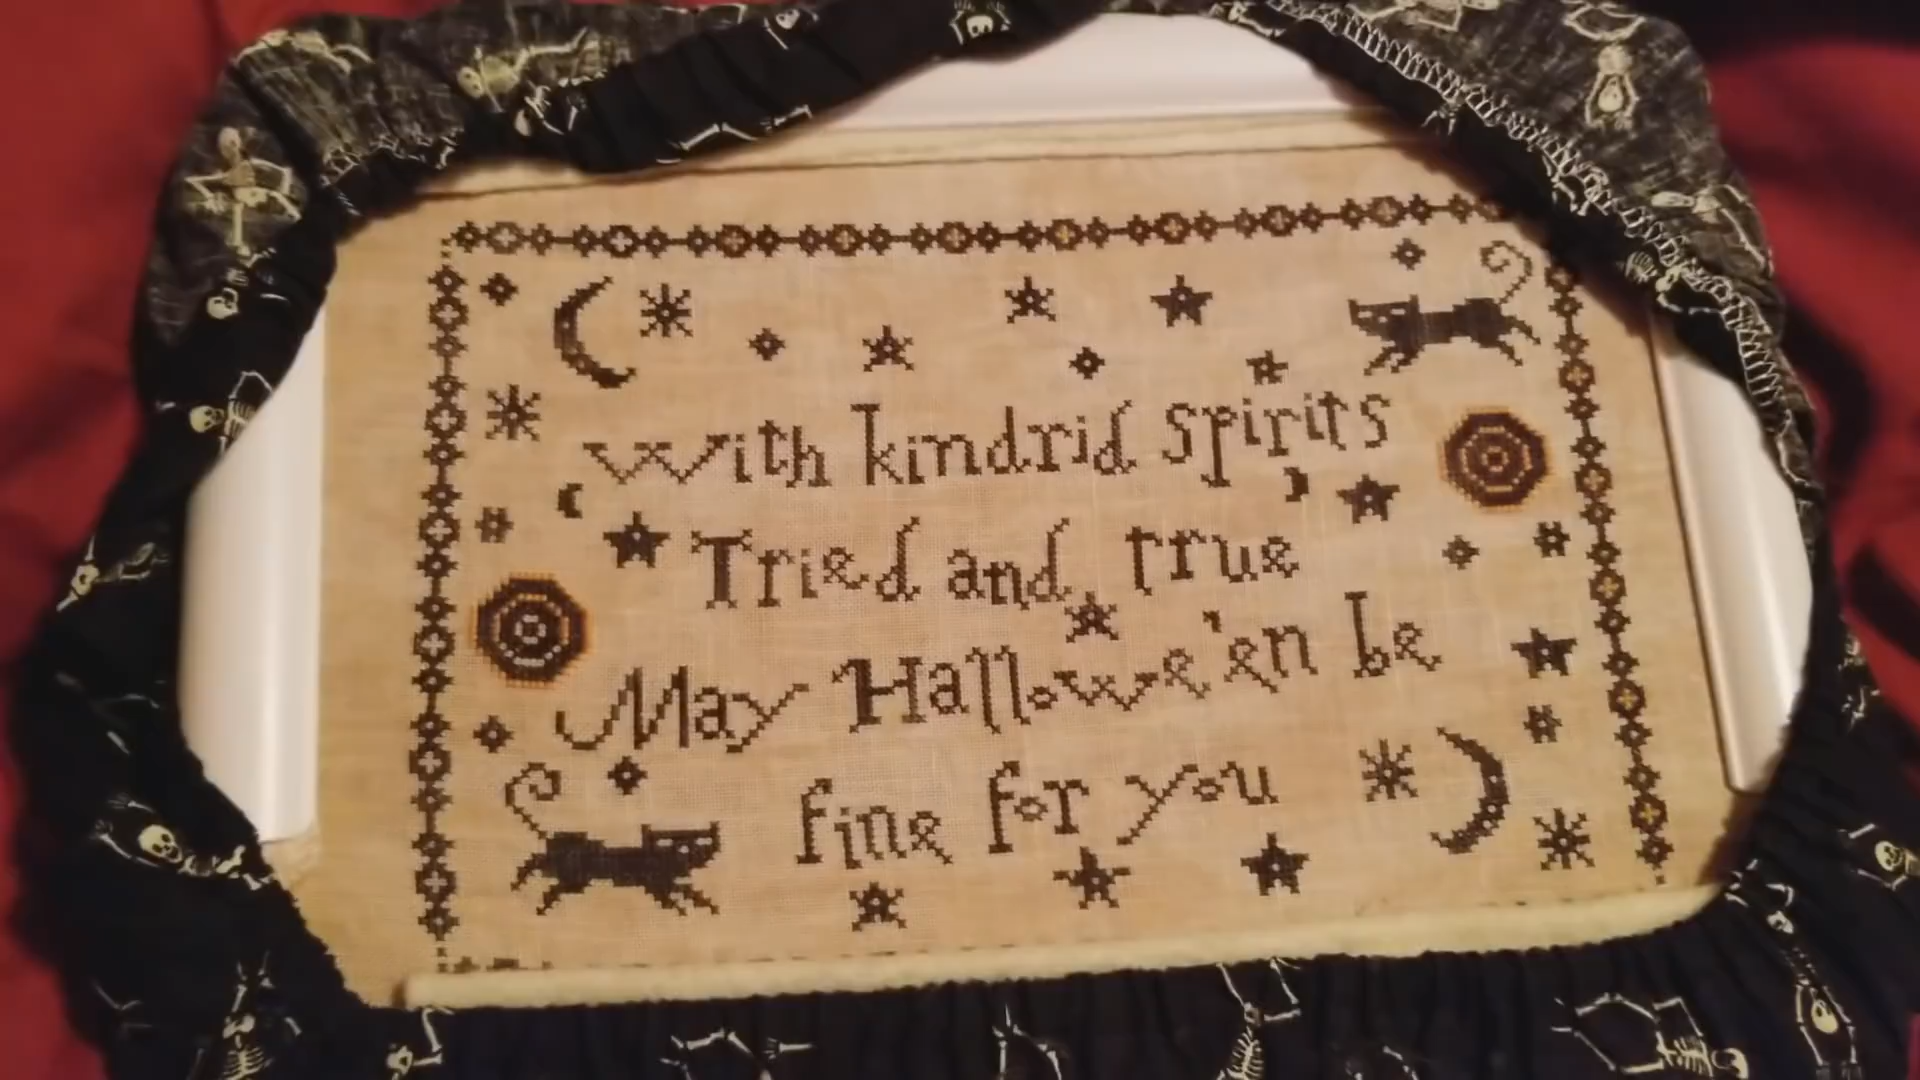 with kindrid spirits
Tried and true
May Hallowe'en be
fine for you